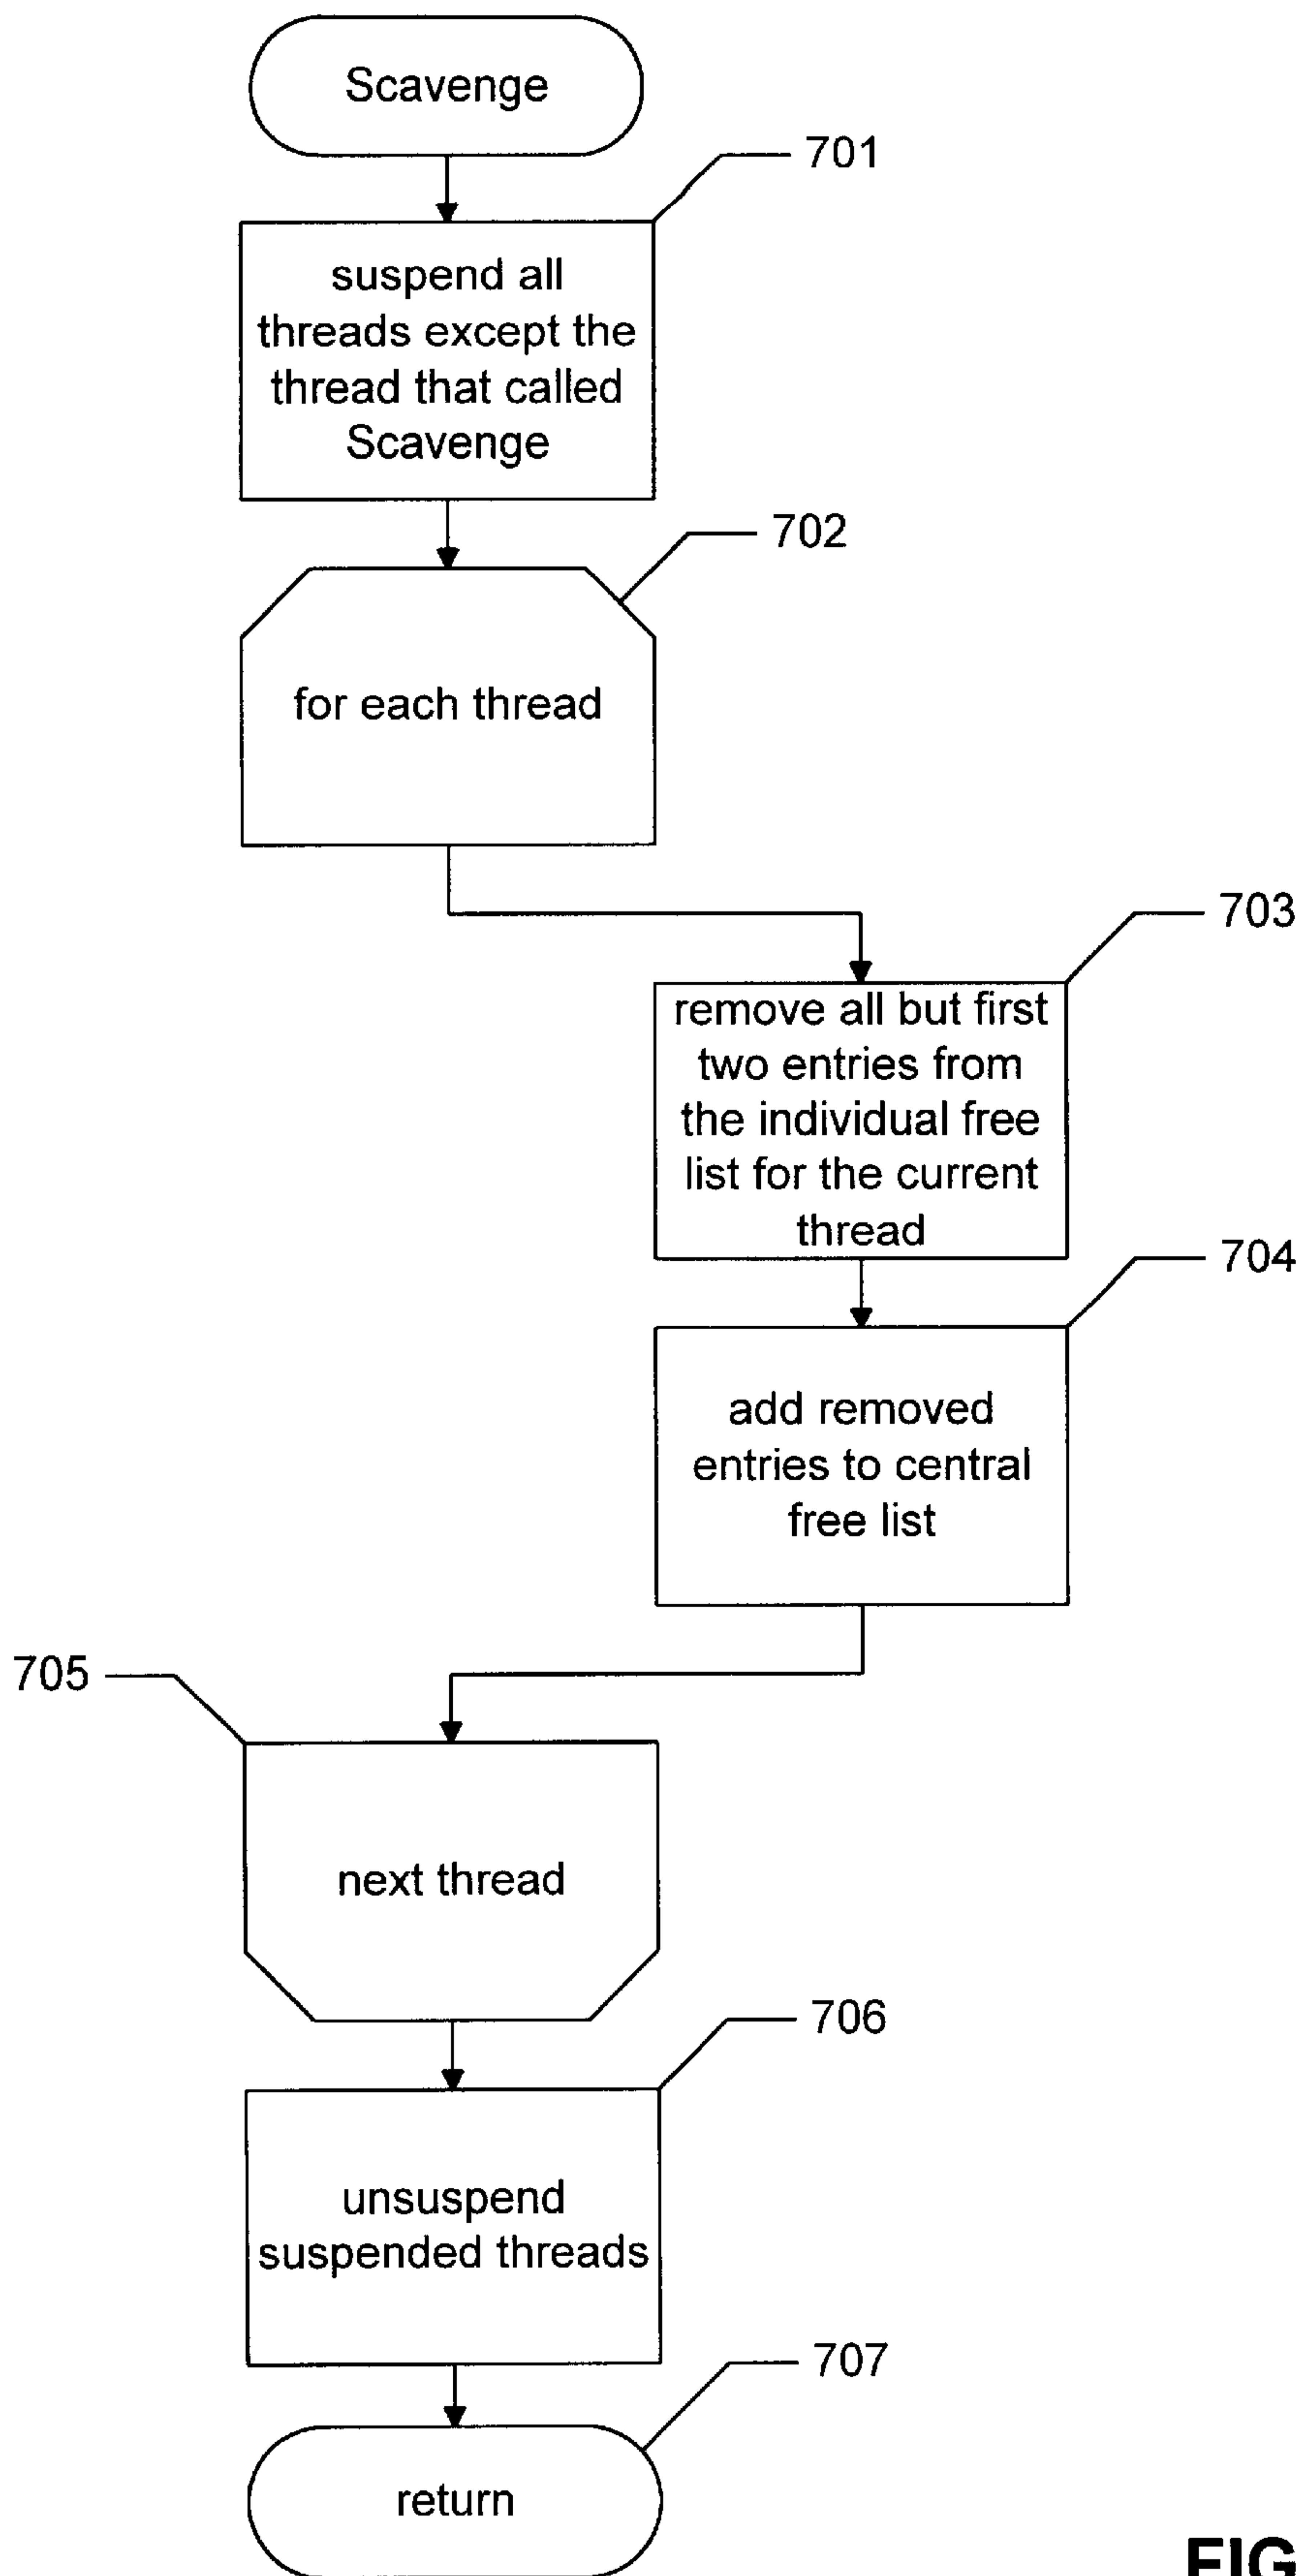 Scavenge
701
suspend all
threads except the
thread that called
Scavenge
702
for each thread
703
remove all but first
two entries from
the individual free
list for the current
thread
704
add removed
entries to central
free list
705
next thread
706
unsuspend
suspended threads
707
return
FIG